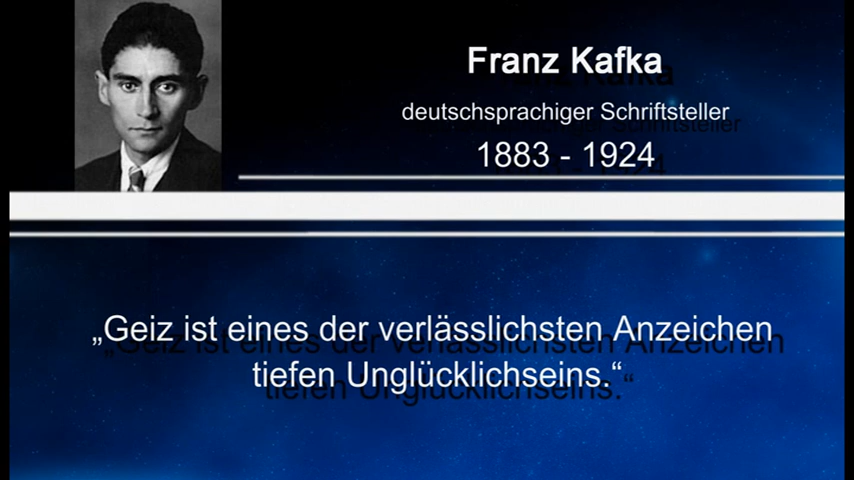 Franz Kafka
deutschsprachiger Schriftsteller
1883 - 1924
„Geiz ist eines der verlässlichsten Anzeichen
tiefen Unglücklichseins.“